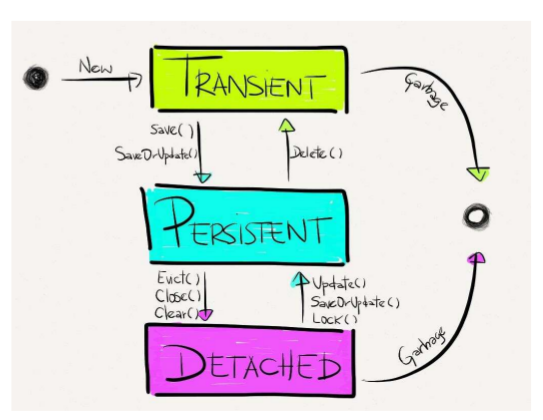 New
TRANSIENT
Garbage
Save()
SaveOrUpdate()
Delete()
PERSISTENT
Evict()
Close()
Clear()
Update()
SaveOrUpdate()
Lock()
DETACHED
Garbage